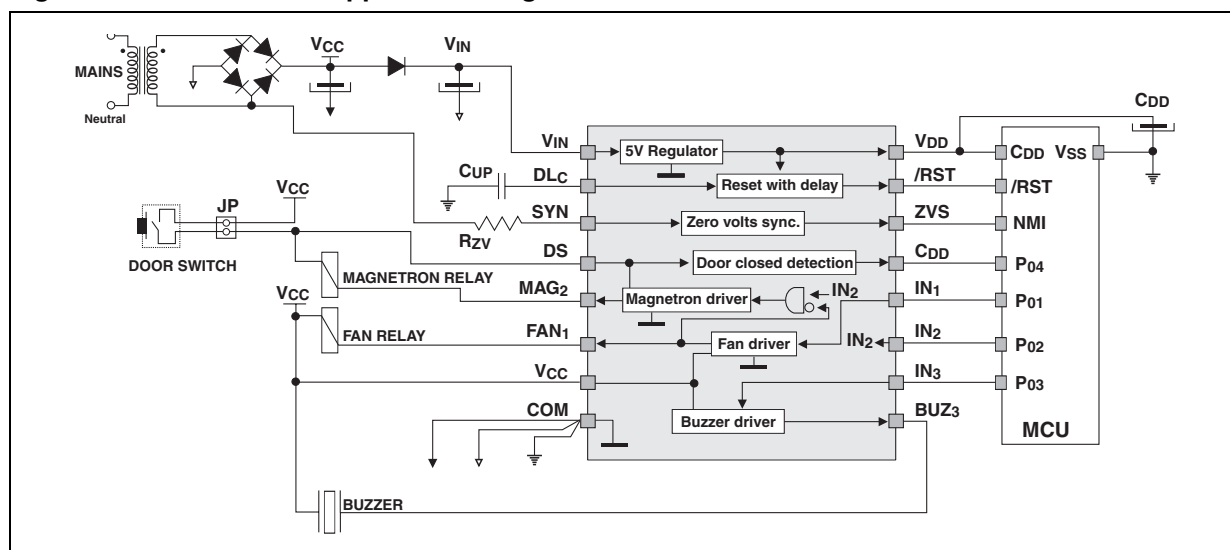 MAINS
Neutral
VCC
VIN
CDD
VIN
5V Regulator
VDD
CDD VSS
CUP
DLC
Reset with delay
/RST
/RST
VCC
JP
SYN
RZV
Zero volts sync.
ZVS
NMI
DOOR SWITCH
DS
Door closed detection
CDD
P04
MAGNETRON RELAY
MAG2
Magnetron driver
IN2
IN1
P01
VCC
FAN RELAY
FAN1
Fan driver
IN2
IN2
P02
VCC
IN3
P03
COM
Buzzer driver
BUZ3
MCU
BUZZER